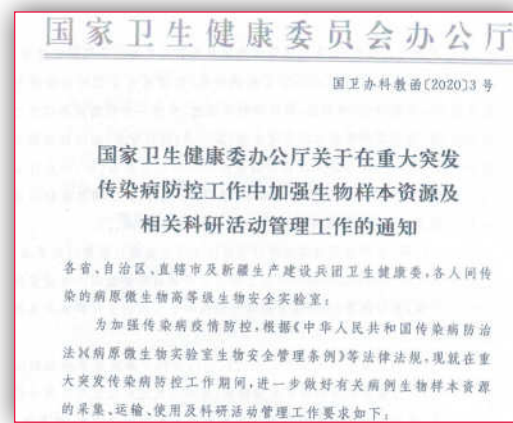 国家卫生健康委员会办公厅
国卫办科教函〔2020〕3号
国家卫生健康委办公厅关于在重大突发
传染病防控工作中加强生物样本资源及
相关科研活动管理工作的通知
各省、自治区、直辖市及新疆生产建设兵团卫生健康委,各人间传
染的病原微生物高等级生物安全实验室:
为加强传染病疫情防控,根据《中华人民共和国传染病防治
法》《病原微生物实验室生物安全管理条例》等法律法规,现就在重
大突发传染病防控工作期间,进一步做好有关病例生物样本资源
的采集、运输、使用及科研活动管理工作要求如下: